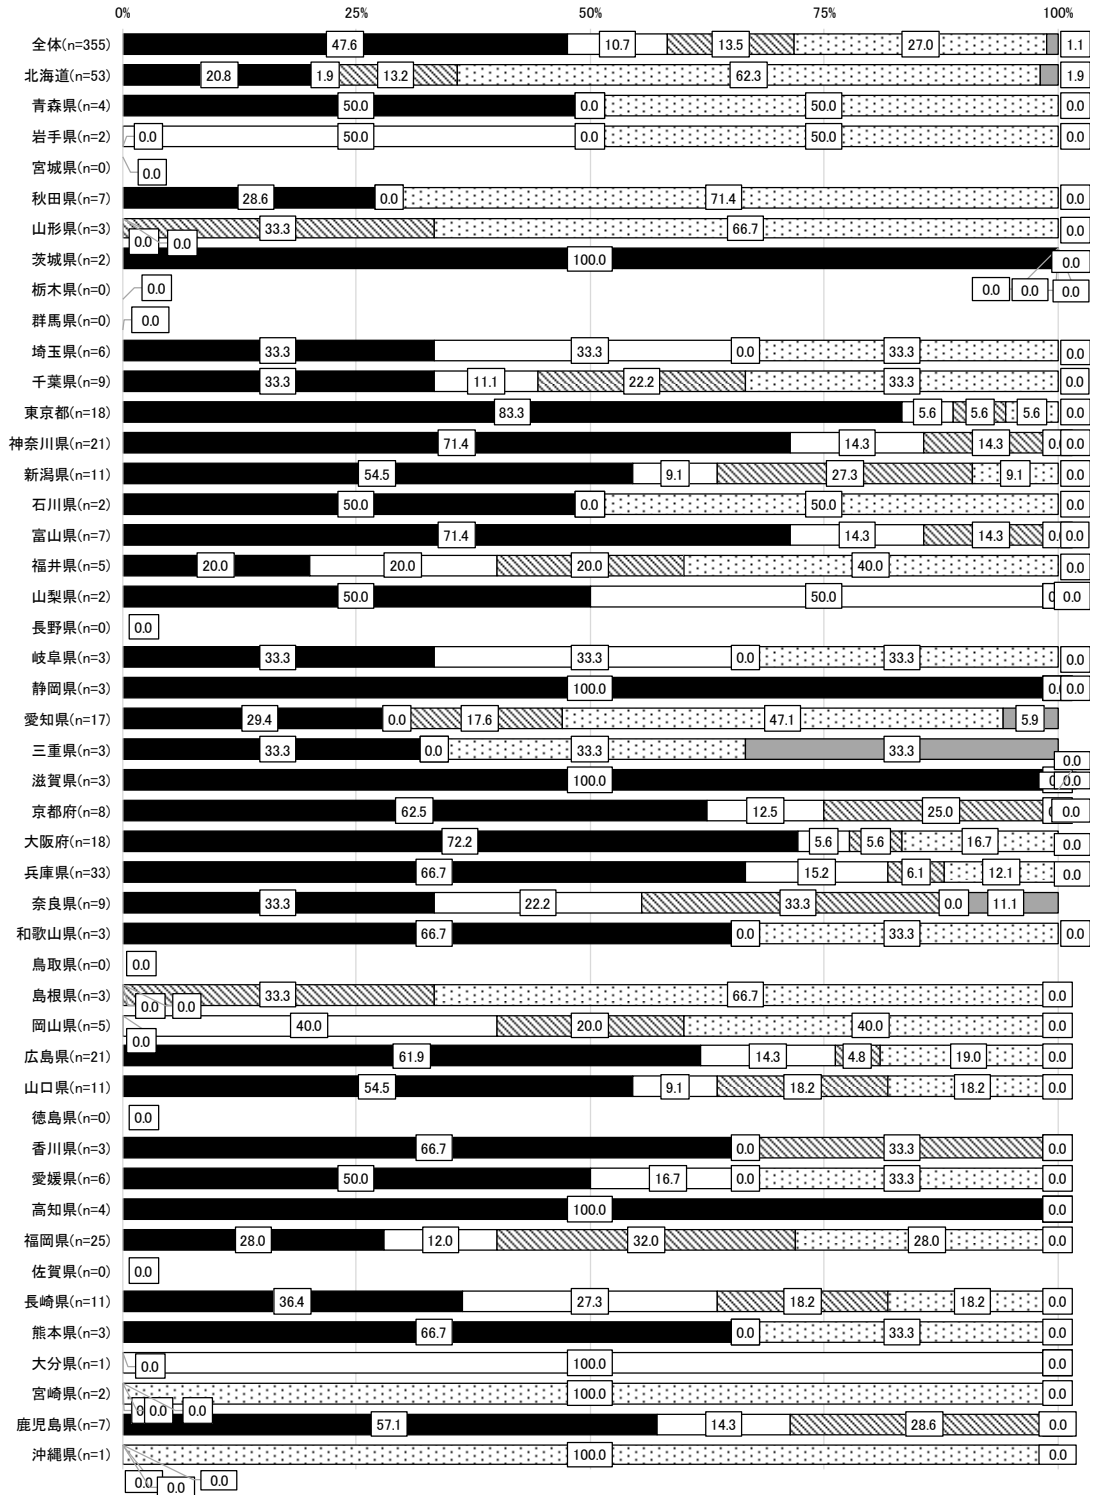 0% 25% 50% 75% 100%
全体(n=355) 47.6 10.7 13.5 27.0 1.1
北海道(n=53) 20.8 1.9 13.2 62.3 1.9
青森県(n=4) 50.0 0.0 50.0 0.0
岩手県(n=2) 0.0 50.0 0.0 50.0 0.0
宮城県(n=0) 0.0
秋田県(n=7) 28.6 0.0 71.4 0.0
山形県(n=3) 33.3 66.7 0.0
0.0 0.0
茨城県(n=2) 100.0 0.0
栃木県(n=0) 0.0 0.0 0.0 0.0
群馬県(n=0) 0.0
埼玉県(n=6) 33.3 33.3 0.0 33.3 0.0
千葉県(n=9) 33.3 11.1 22.2 33.3 0.0
東京都(n=18) 83.3 5.6 5.6 5.6 0.0
神奈川県(n=21) 71.4 14.3 14.3 0.0
新潟県(n=11) 54.5 9.1 27.3 9.1 0.0
石川県(n=2) 50.0 0.0 50.0 0.0
富山県(n=7) 71.4 14.3 14.3 0.0
福井県(n=5) 20.0 20.0 20.0 40.0 0.0
山梨県(n=2) 50.0 50.0 0.0
長野県(n=0) 0.0
岐阜県(n=3) 33.3 33.3 0.0 33.3 0.0
静岡県(n=3) 100.0 0.0
愛知県(n=17) 29.4 0.0 17.6 47.1 5.9
三重県(n=3) 33.3 0.0 33.3 33.3
0.0
滋賀県(n=3) 100.0 0.0
京都府(n=8) 62.5 12.5 25.0 0.0
大阪府(n=18) 72.2 5.6 5.6 16.7 0.0
兵庫県(n=33) 66.7 15.2 6.1 12.1 0.0
奈良県(n=9) 33.3 22.2 33.3 0.0 11.1
和歌山県(n=3) 66.7 0.0 33.3 0.0
鳥取県(n=0) 0.0
島根県(n=3) 33.3 66.7 0.0
0.0 0.0
岡山県(n=5) 40.0 20.0 40.0 0.0
0.0
広島県(n=21) 61.9 14.3 4.8 19.0 0.0
山口県(n=11) 54.5 9.1 18.2 18.2 0.0
徳島県(n=0) 0.0
香川県(n=3) 66.7 0.0 33.3 0.0
愛媛県(n=6) 50.0 16.7 0.0 33.3 0.0
高知県(n=4) 100.0 0.0
福岡県(n=25) 28.0 12.0 32.0 28.0 0.0
佐賀県(n=0) 0.0
長崎県(n=11) 36.4 27.3 18.2 18.2 0.0
熊本県(n=3) 66.7 0.0 33.3 0.0
大分県(n=1) 0.0 100.0 0.0
宮崎県(n=2) 100.0 0.0
0.0 0.0
鹿児島県(n=7) 57.1 14.3 28.6 0.0
沖縄県(n=1) 100.0 0.0
0.0 0.0 0.0